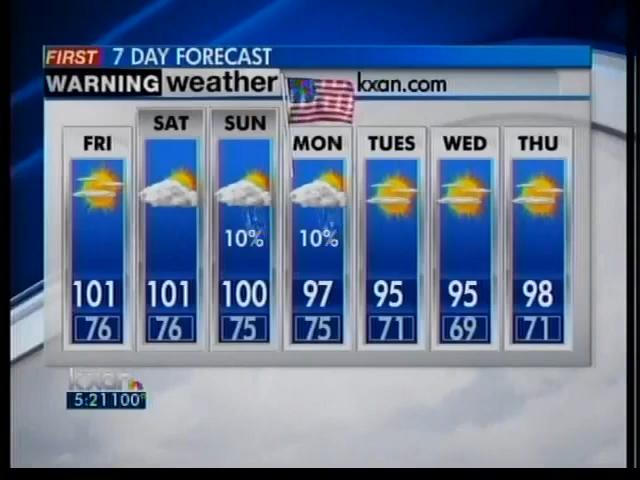 FIRST 7 DAY FORECAST
WARNING weather kxan.com
FRI SAT SUN MON TUES WED THU
10% 10%
101 101 100 97 95 95 98
76 76 75 75 71 69 71
kxan
5:21 100°